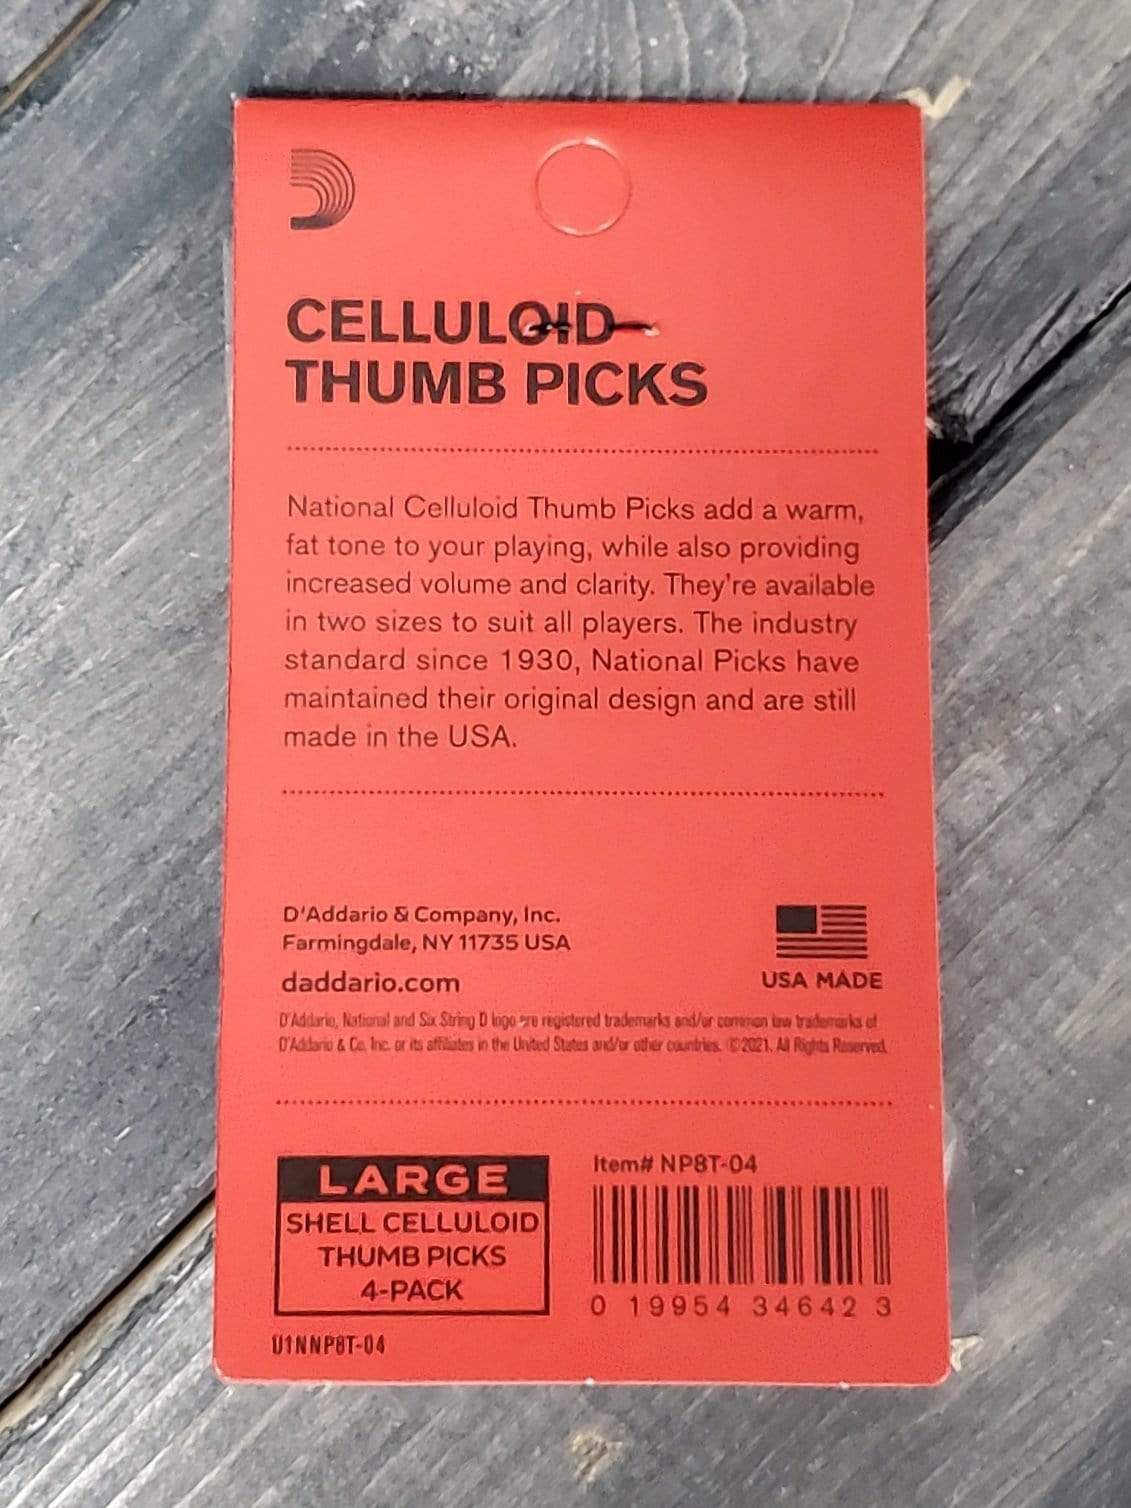 CELLULOID
THUMB PICKS
National Celluloid Thumb Picks add a warm,
fat tone to your playing, while also providing
increased volume and clarity. They're available
in two sizes to suit all players. The industry
standard since 1930, National Picks have
maintained their original design and are still
made in the USA.
D'Addario & Company, Inc.
Farmingdale, NY 11735 USA
daddario.com
USA MADE
D'Addario, National and Six String D logo are registered trademarks and/or common law trademarks of
D'Addario & Co. Inc. or its affiliates in the United States and/or other countries. ©2021. All Rights Reserved.
LARGE
SHELL CELLULOID
THUMB PICKS
4-PACK
U1NNP8T-04
Item# NP8T-04
0 19954 34642 3